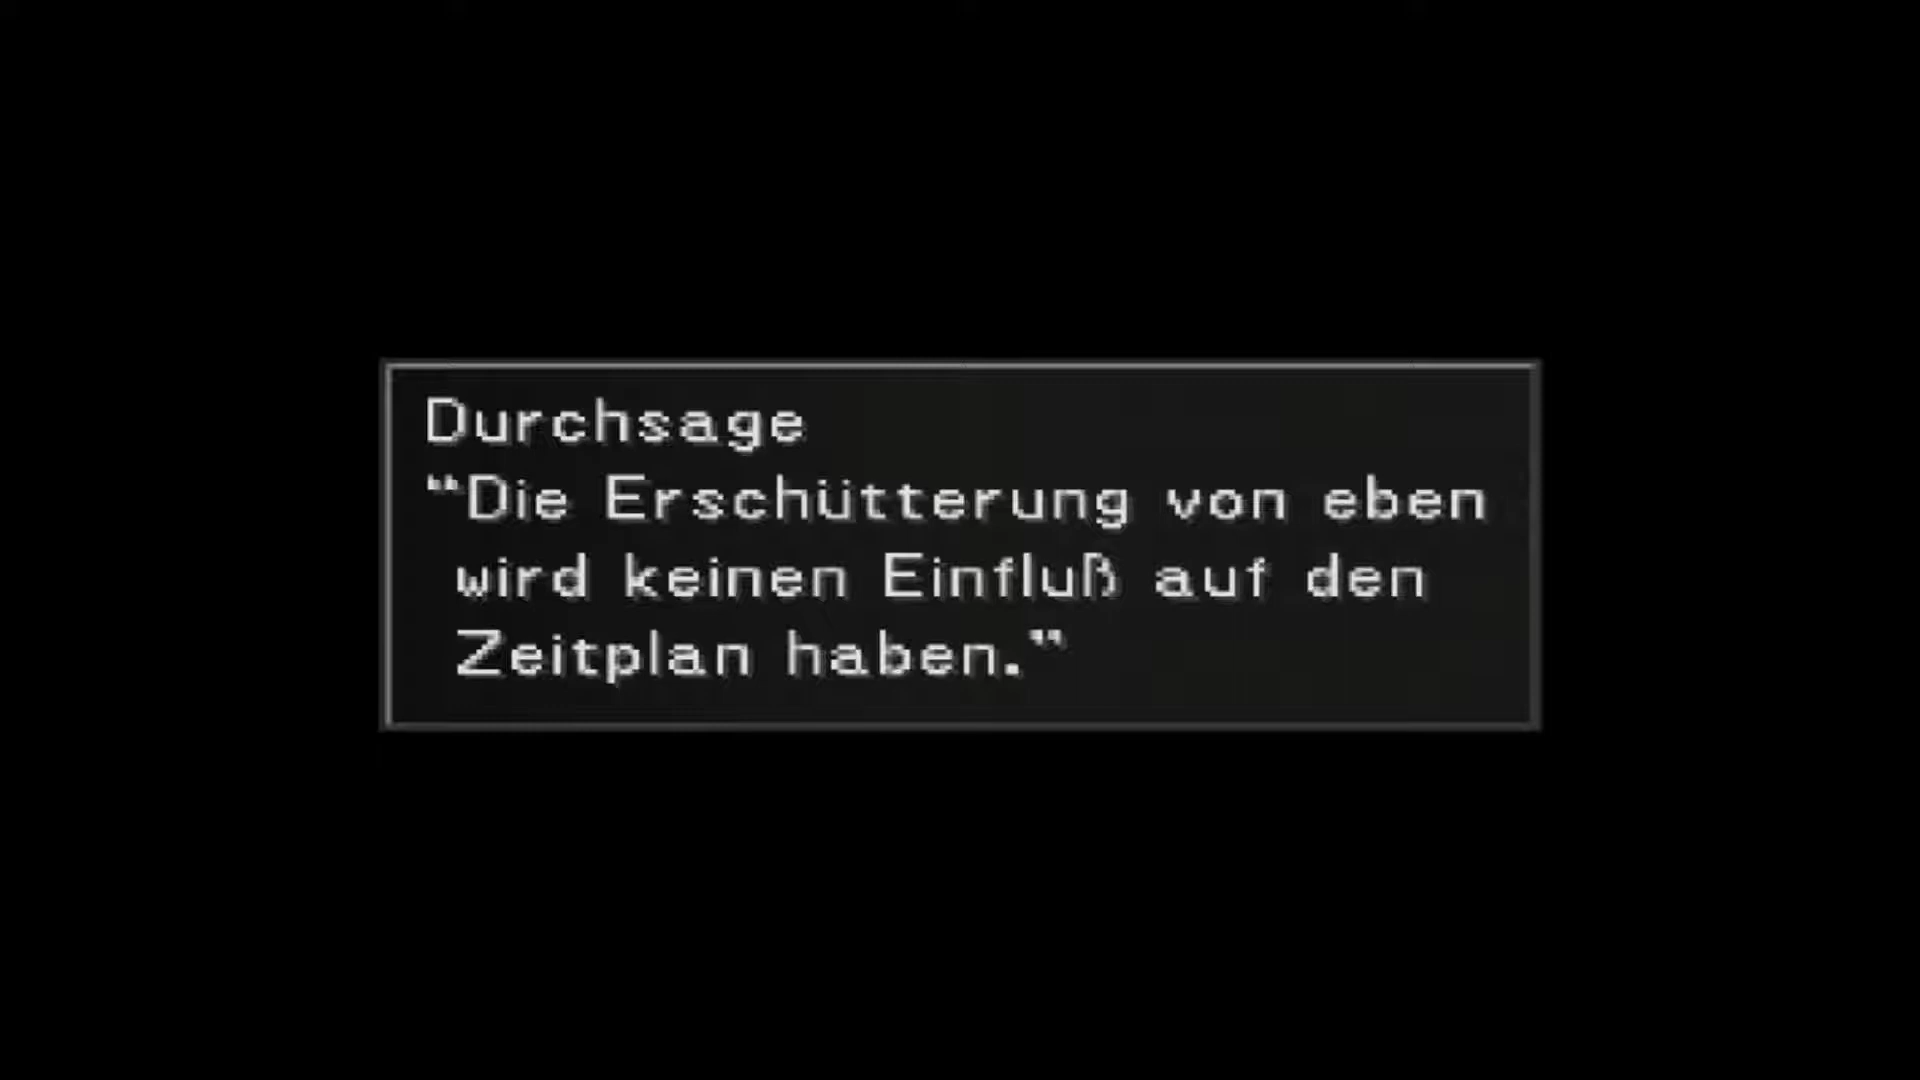 Durchsage
“Die Erschütterung von eben
wird keinen Einfluß auf den
Zeitplan haben.”